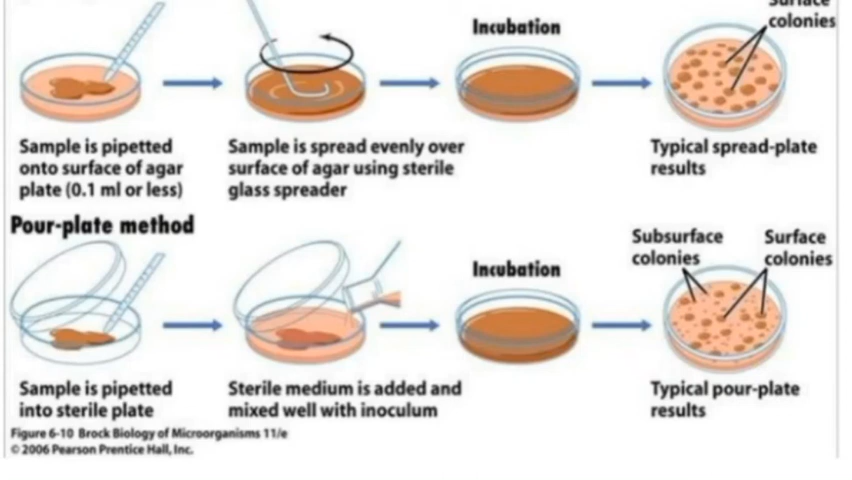 Surface
colonies
Incubation
Sample is pipetted
onto surface of agar
plate (0.1 ml or less)
Sample is spread evenly over
surface of agar using sterile
glass spreader
Typical spread-plate
results
Pour-plate method
Subsurface
colonies
Surface
colonies
Incubation
Sample is pipetted
into sterile plate
Sterile medium is added and
mixed well with inoculum
Typical pour-plate
results
Figure 6-10 Brock Biology of Microorganisms 11/e
© 2006 Pearson Prentice Hall, Inc.